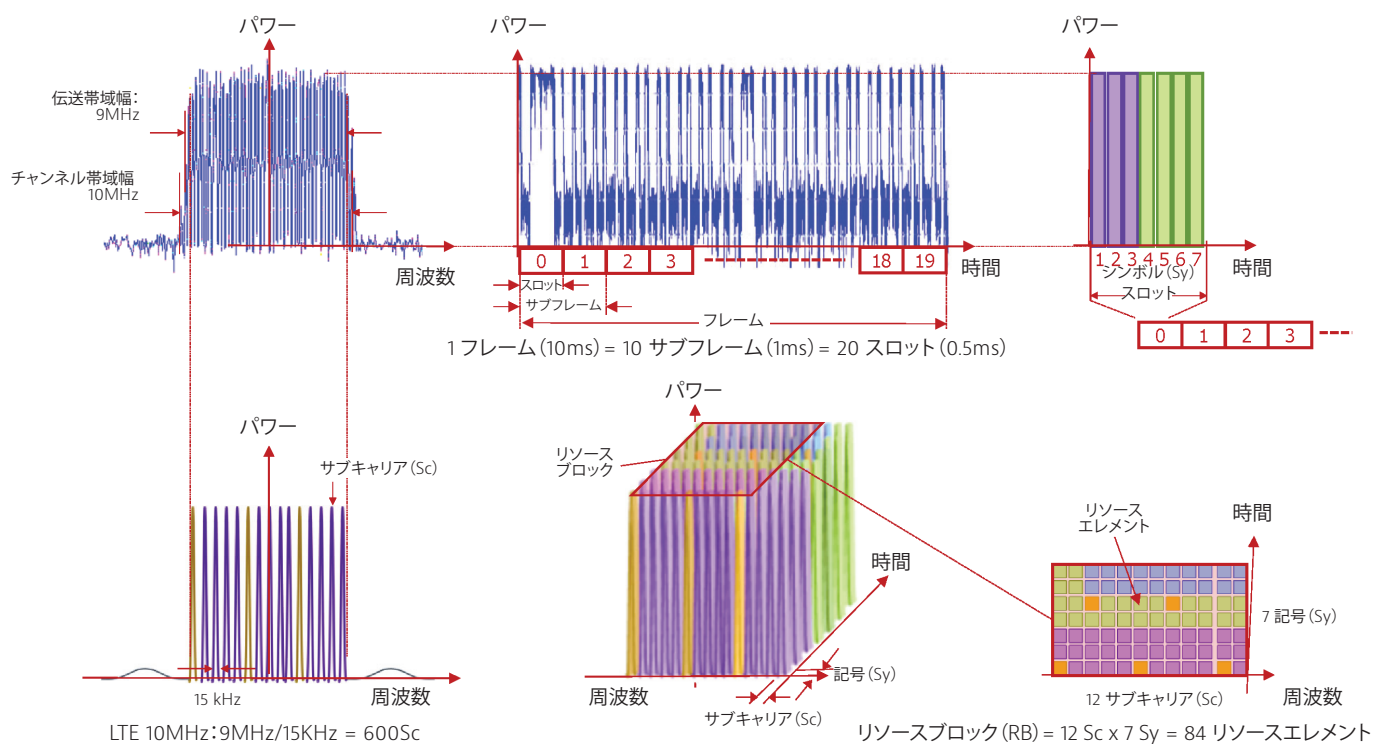 パワー
伝送帯域幅：
9MHz
チャンネル帯域幅
10MHz
周波数
パワー
0 1 2 3 18 19
時間
スロット
サブフレーム
フレーム
1 フレーム（10ms）= 10 サブフレーム（1ms）= 20 スロット（0.5ms）
パワー
1 2 3 4 5 6 7
シンボル（Sy）
スロット
時間
0 1 2 3
パワー
サブキャリア（Sc）
15 kHz
周波数
LTE 10MHz：9MHz/15KHz = 600Sc
パワー
リソース
ブロック
時間
記号（Sy）
サブキャリア（Sc）
周波数
リソース
エレメント
時間
7 記号（Sy）
12 サブキャリア（Sc）
周波数
リソースブロック（RB）= 12 Sc x 7 Sy = 84 リソースエレメント